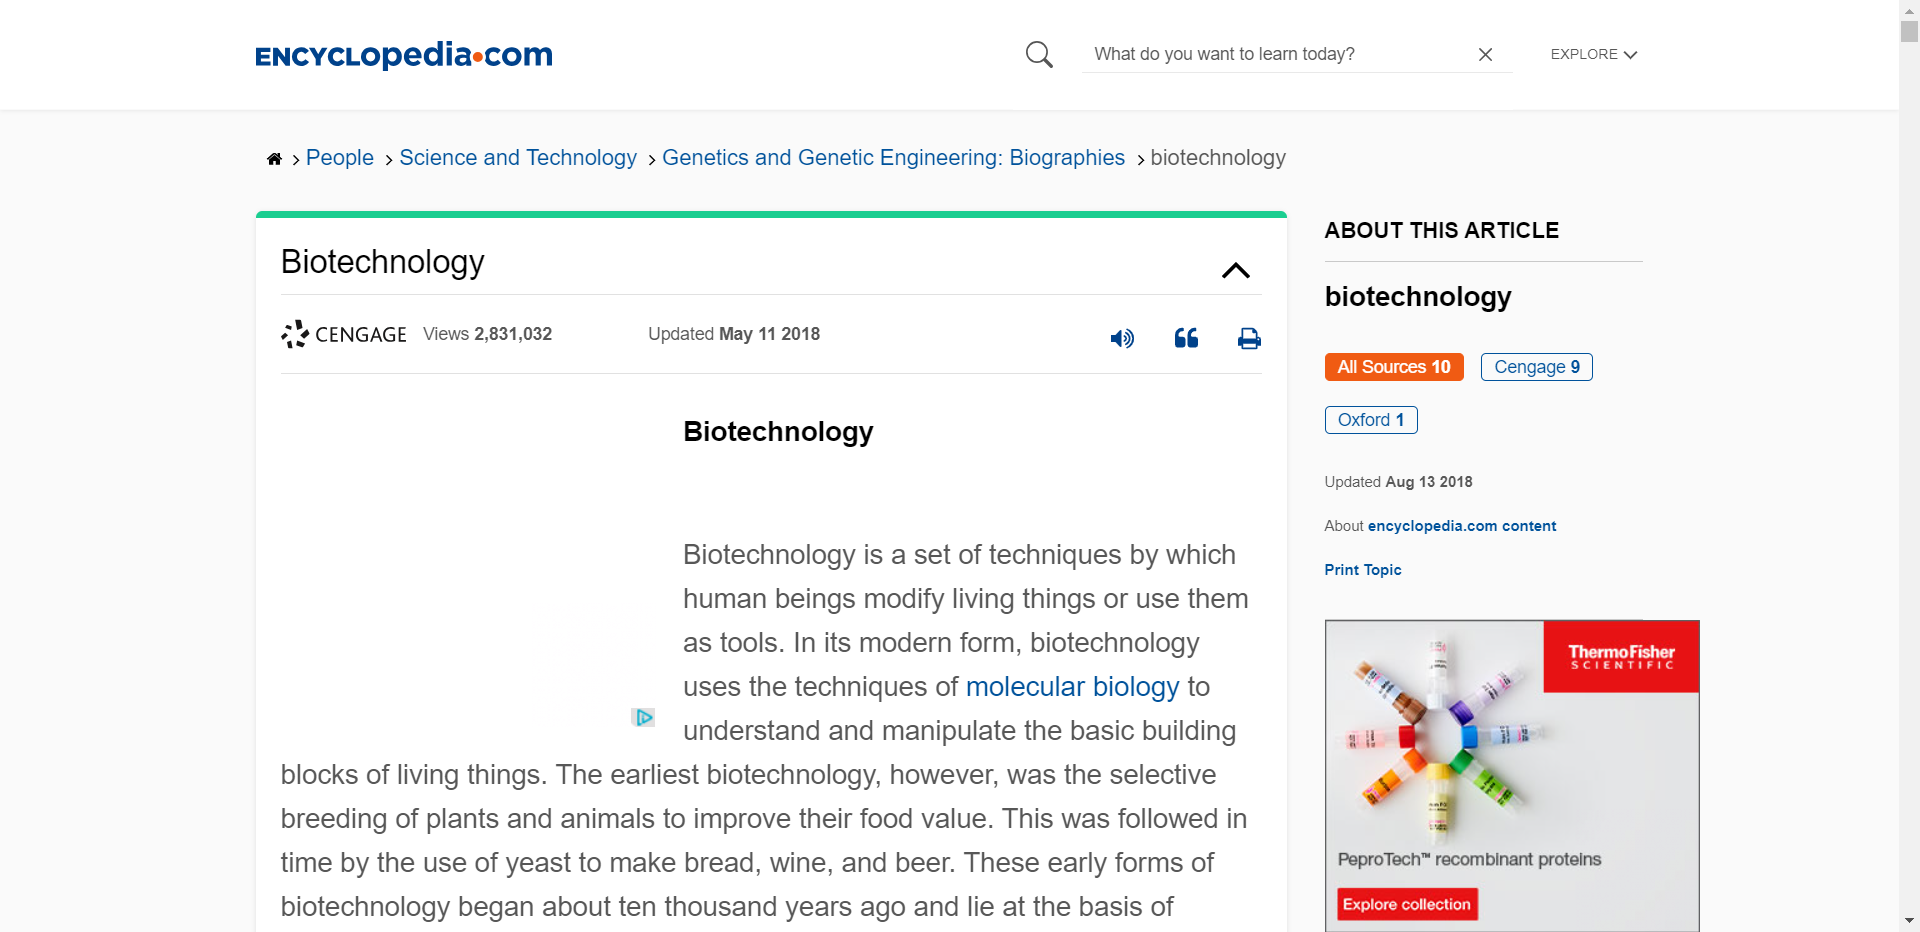 ENCYCLopedia.com
What do you want to learn today?
EXPLORE
People
Science and Technology
Genetics and Genetic Engineering: Biographies
biotechnology
Biotechnology
CENGAGE
Views 2,831,032
Updated May 11 2018
Biotechnology
Biotechnology is a set of techniques by which
human beings modify living things or use them
as tools. In its modern form, biotechnology
uses the techniques of molecular biology to
understand and manipulate the basic building
blocks of living things. The earliest biotechnology, however, was the selective
breeding of plants and animals to improve their food value. This was followed in
time by the use of yeast to make bread, wine, and beer. These early forms of
biotechnology began about ten thousand years ago and lie at the basis of
ABOUT THIS ARTICLE
biotechnology
All Sources 10
Cengage 9
Oxford 1
Updated Aug 13 2018
About encyclopedia.com content
Print Topic
ThermoFisher
SCIENTIFIC
PeproTech™ recombinant proteins
Explore collection